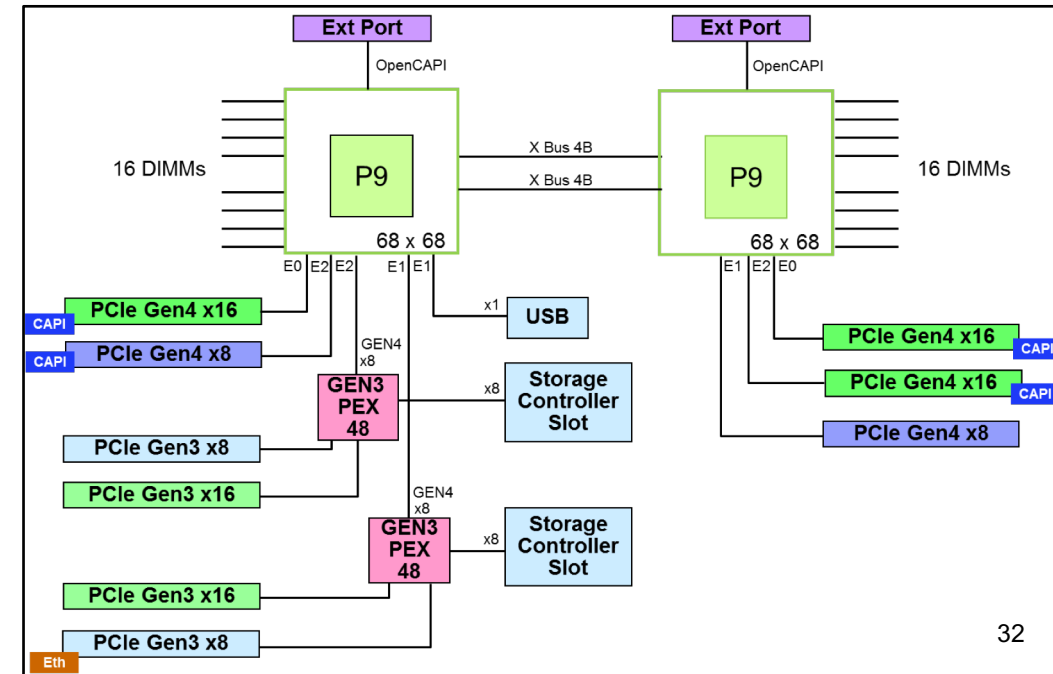 Ext Port
Ext Port
OpenCAPI
OpenCAPI
16 DIMMs
P9
X Bus 4B
X Bus 4B
P9
16 DIMMs
68 x 68
68 x 68
E0
E2
E2
E1
E1
E1
E2
E0
PCIe Gen4 x16
CAPI
PCIe Gen4 x8
CAPI
x1
USB
GEN4
x8
GEN3
PEX
48
x8
Storage
Controller
Slot
PCIe Gen4 x16
CAPI
PCIe Gen4 x16
CAPI
PCIe Gen4 x8
PCIe Gen3 x8
PCIe Gen3 x16
GEN4
x8
GEN3
PEX
48
x8
Storage
Controller
Slot
PCIe Gen3 x16
PCIe Gen3 x8
Eth
32